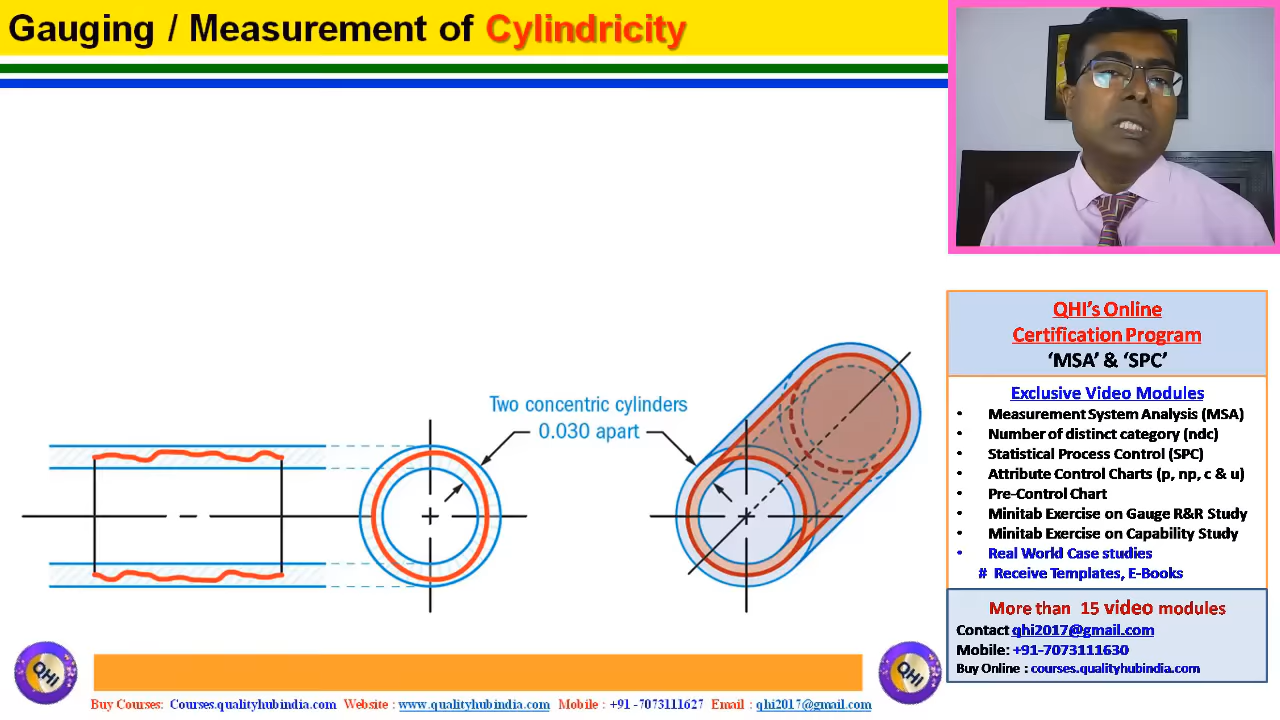 Gauging / Measurement of Cylindricity
Two concentric cylinders
0.030 apart
QHI
QHI
Buy Courses: Courses.qualityhubindia.com Website : www.qualityhubindia.com Mobile : +91 -7073111627 Email : qhi2017@gmail.com
QHI's Online
Certification Program
'MSA' & 'SPC'
Exclusive Video Modules
• Measurement System Analysis (MSA)
• Number of distinct category (ndc)
• Statistical Process Control (SPC)
• Attribute Control Charts (p, np, c & u)
• Pre-Control Chart
• Minitab Exercise on Gauge R&R Study
• Minitab Exercise on Capability Study
• Real World Case studies
# Receive Templates, E-Books
More than 15 video modules
Contact qhi2017@gmail.com
Mobile: +91-7073111630
Buy Online : courses.qualityhubindia.com